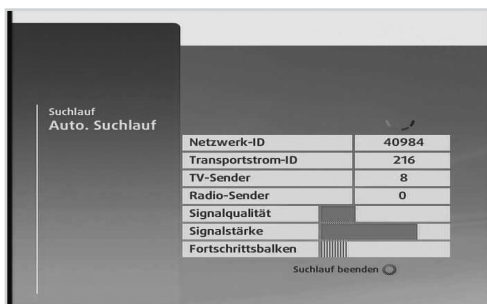 Suchlauf
Auto. Suchlauf
Netzwerk-ID 40984
Transportstrom-ID 216
TV-Sender 8
Radio-Sender 0
Signalqualität
Signalstärke
Fortschrittsbalken
Suchlauf beenden